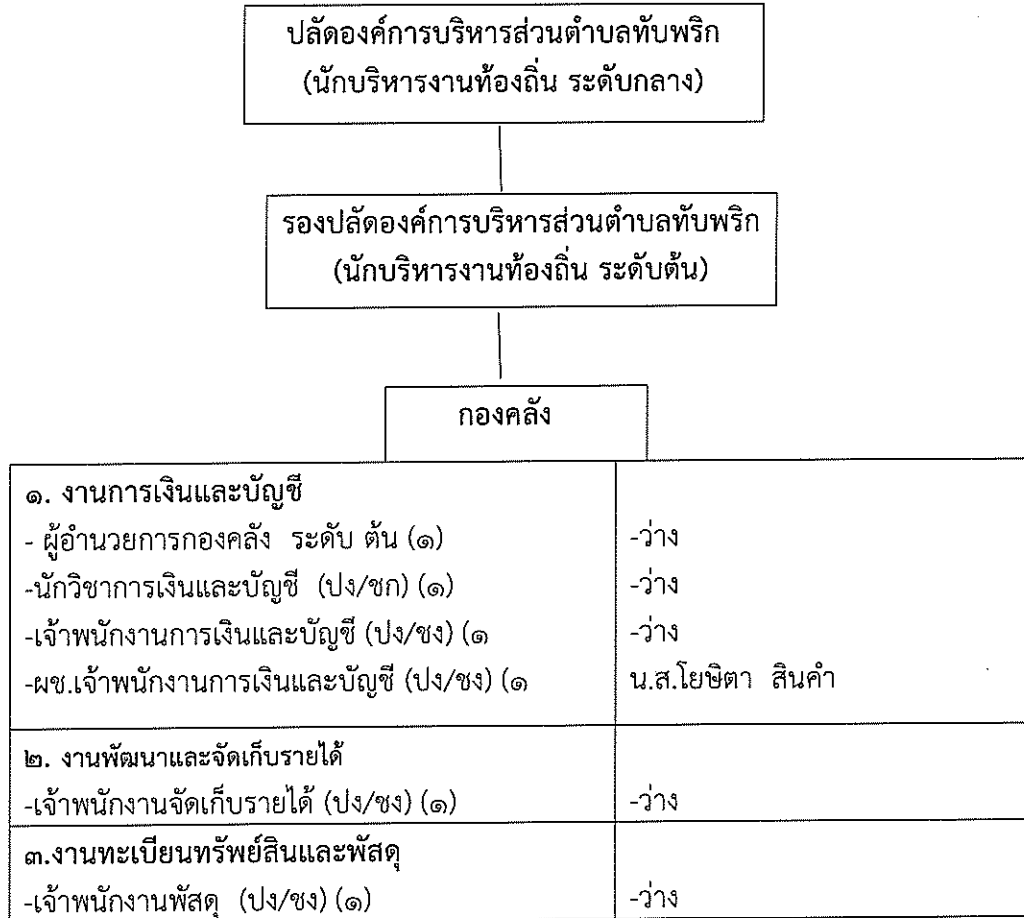 ปลัดองค์การบริหารส่วนตำบลทับพริก
(นักบริหารงานท้องถิ่น ระดับกลาง)
รองปลัดองค์การบริหารส่วนตำบลทับพริก
(นักบริหารงานท้องถิ่น ระดับต้น)
กองคลัง
๑. งานการเงินและบัญชี
- ผู้อำนวยการกองคลัง ระดับ ต้น (๑) -ว่าง
-นักวิชาการเงินและบัญชี (ปง/ชก) (๑) -ว่าง
-เจ้าพนักงานการเงินและบัญชี (ปง/ชง) (๑ -ว่าง
-ผช.เจ้าพนักงานการเงินและบัญชี (ปง/ชง) (๑ น.ส.โยษิตา สินคำ
๒. งานพัฒนาและจัดเก็บรายได้
-เจ้าพนักงานจัดเก็บรายได้ (ปง/ชง) (๑) -ว่าง
๓.งานทะเบียนทรัพย์สินและพัสดุ
-เจ้าพนักงานพัสดุ (ปง/ชง) (๑) -ว่าง